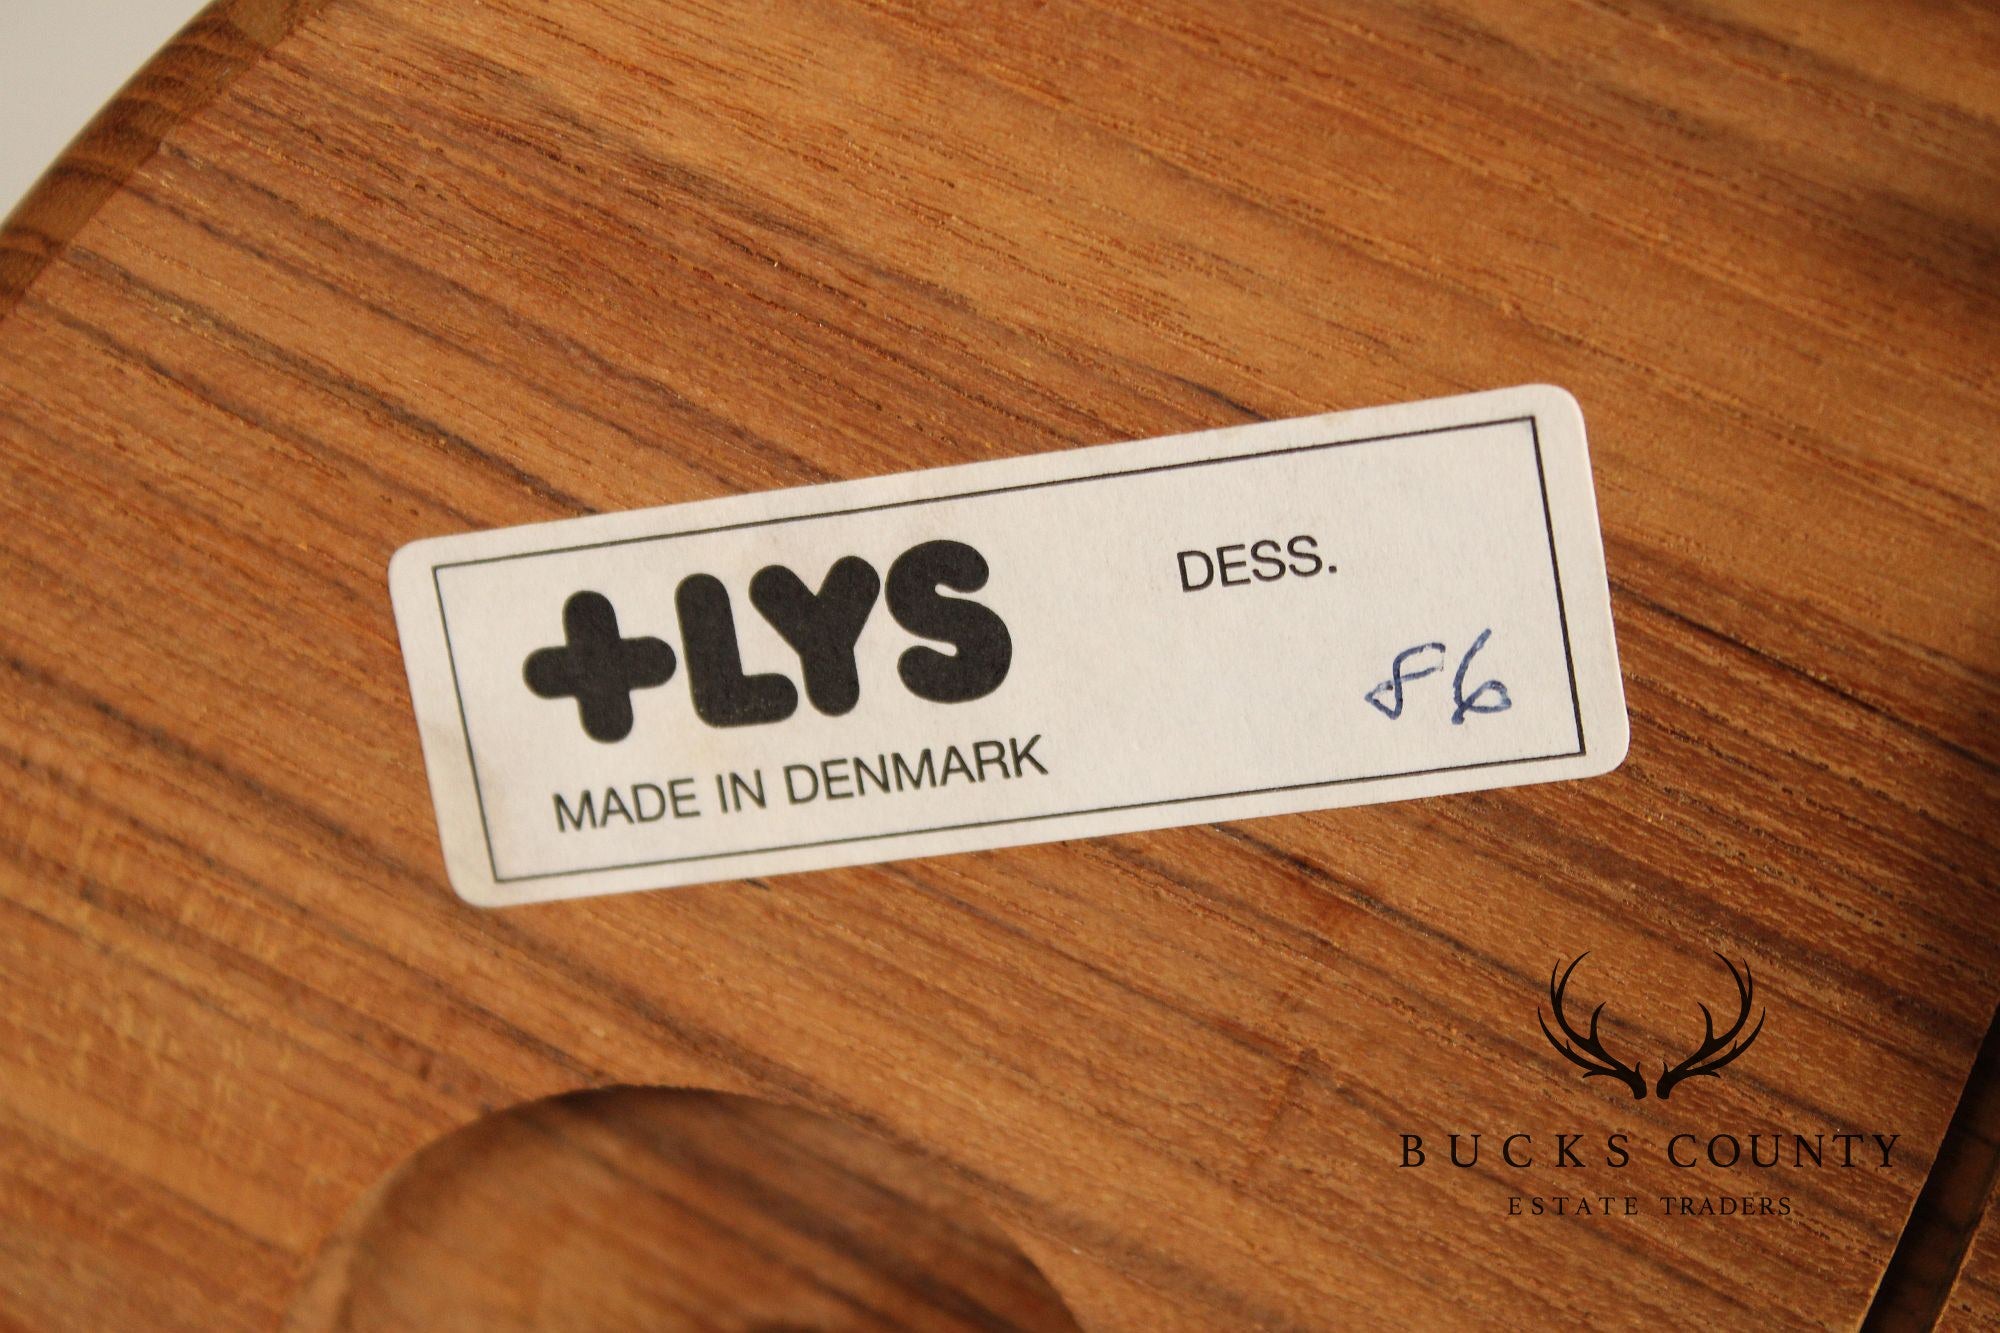 +LYS
MADE IN DENMARK
DESS.
86
BUCKS COUNTY
ESTATE TRADERS